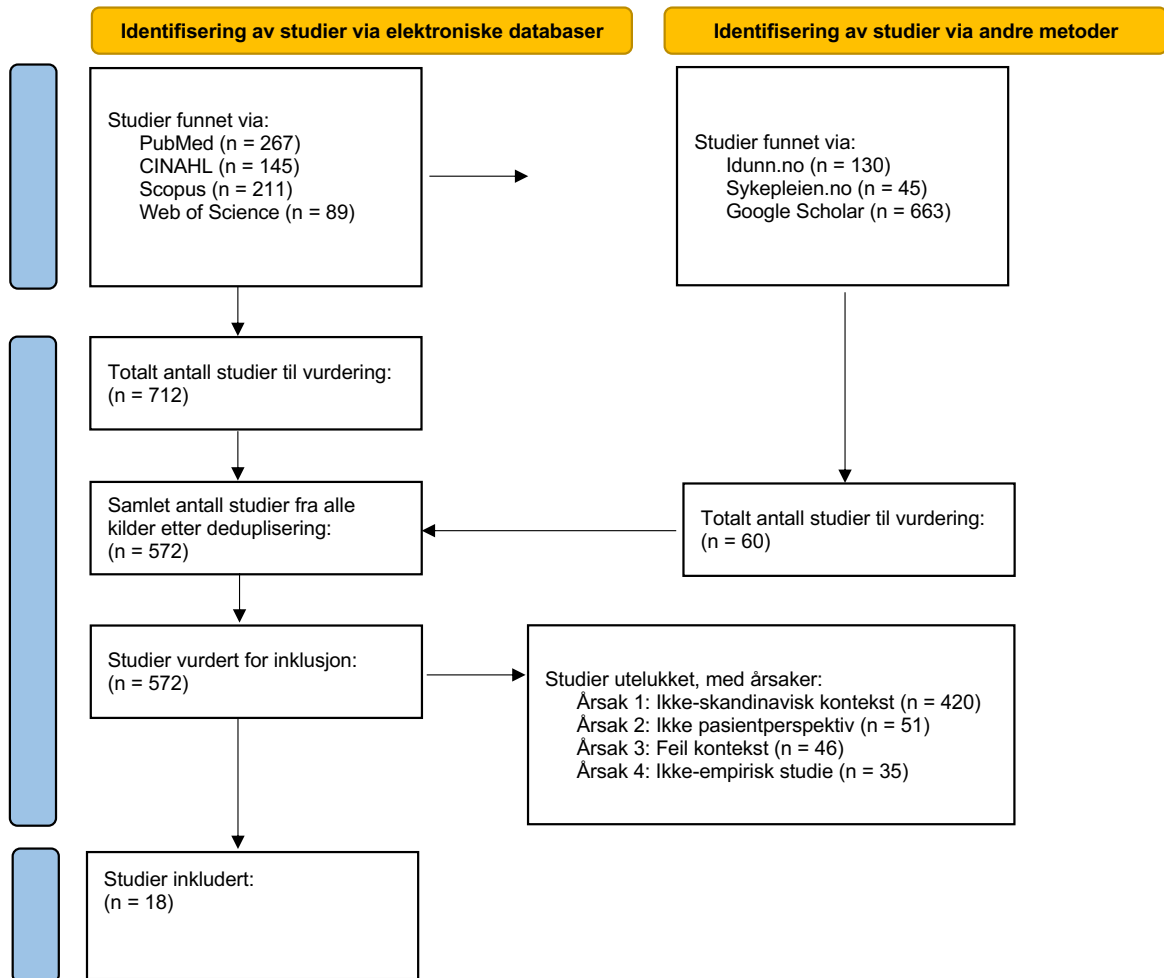 Identifisering av studier via elektroniske databaser
Identifisering av studier via andre metoder
Studier funnet via:
PubMed (n = 267)
CINAHL (n = 145)
Scopus (n = 211)
Web of Science (n = 89)
Studier funnet via:
Idunn.no (n = 130)
Sykepleien.no (n = 45)
Google Scholar (n = 663)
Totalt antall studier til vurdering:
(n = 712)
Samlet antall studier fra alle
kilder etter deduplisering:
(n = 572)
Totalt antall studier til vurdering:
(n = 60)
Studier vurdert for inklusjon:
(n = 572)
Studier utelukket, med årsaker:
Årsak 1: Ikke-skandinavisk kontekst (n = 420)
Årsak 2: Ikke pasientperspektiv (n = 51)
Årsak 3: Feil kontekst (n = 46)
Årsak 4: Ikke-empirisk studie (n = 35)
Studier inkludert:
(n = 18)